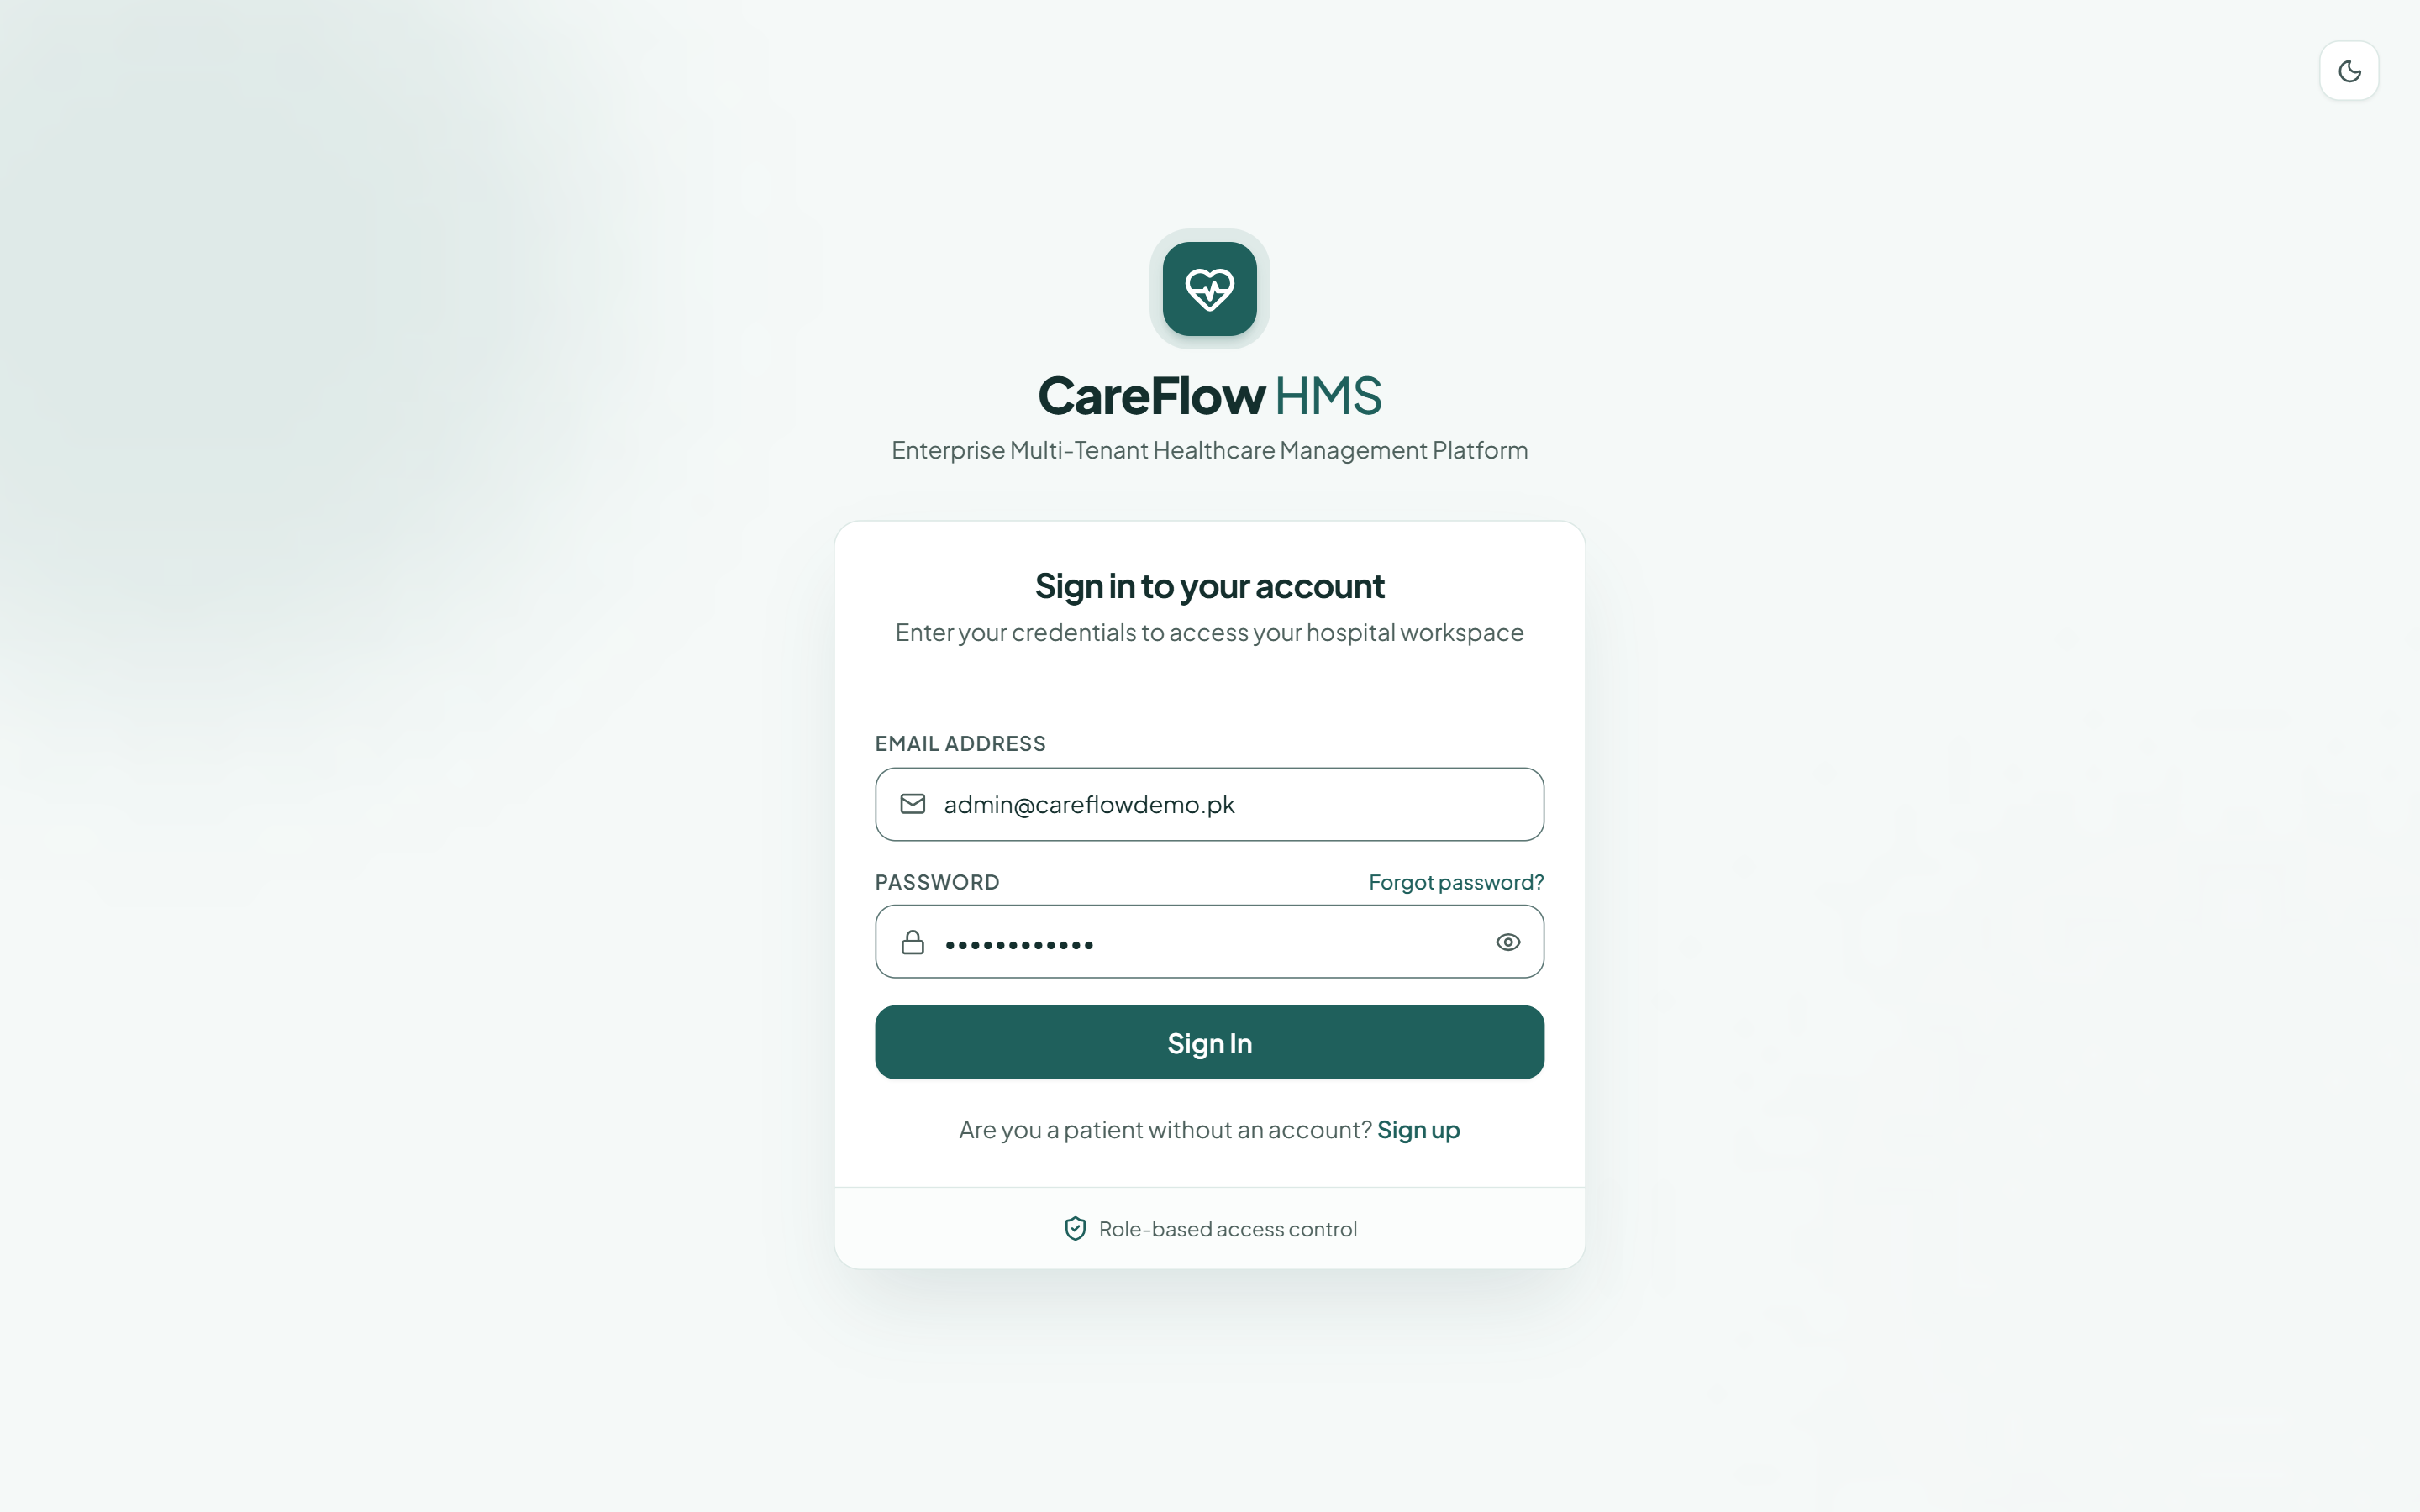 CareFlow HMS
Enterprise Multi-Tenant Healthcare Management Platform
Sign in to your account
Enter your credentials to access your hospital workspace
EMAIL ADDRESS
admin@careflowdemo.pk
PASSWORD Forgot password?
••••••••••••
Sign In
Are you a patient without an account? Sign up
Role-based access control